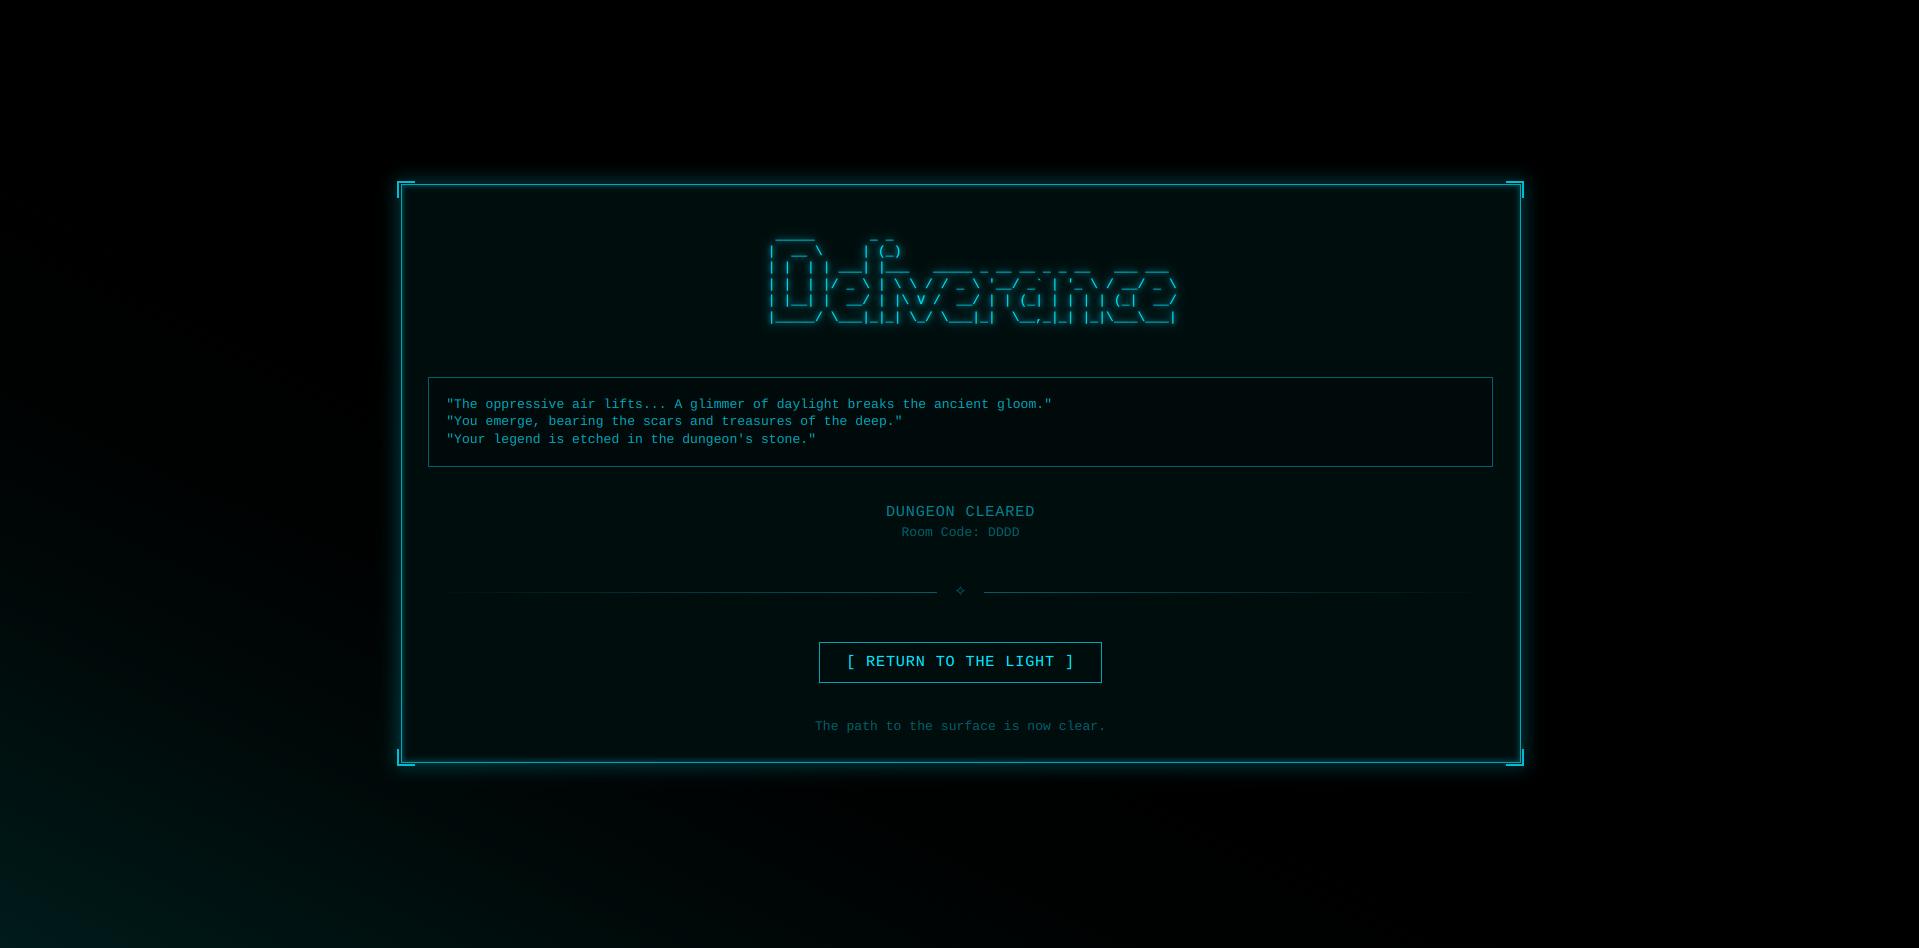 Deliverance
"The oppressive air lifts... A glimmer of daylight breaks the ancient gloom."
"You emerge, bearing the scars and treasures of the deep."
"Your legend is etched in the dungeon's stone."
DUNGEON CLEARED
Room Code: DDDD
[ RETURN TO THE LIGHT ]
The path to the surface is now clear.